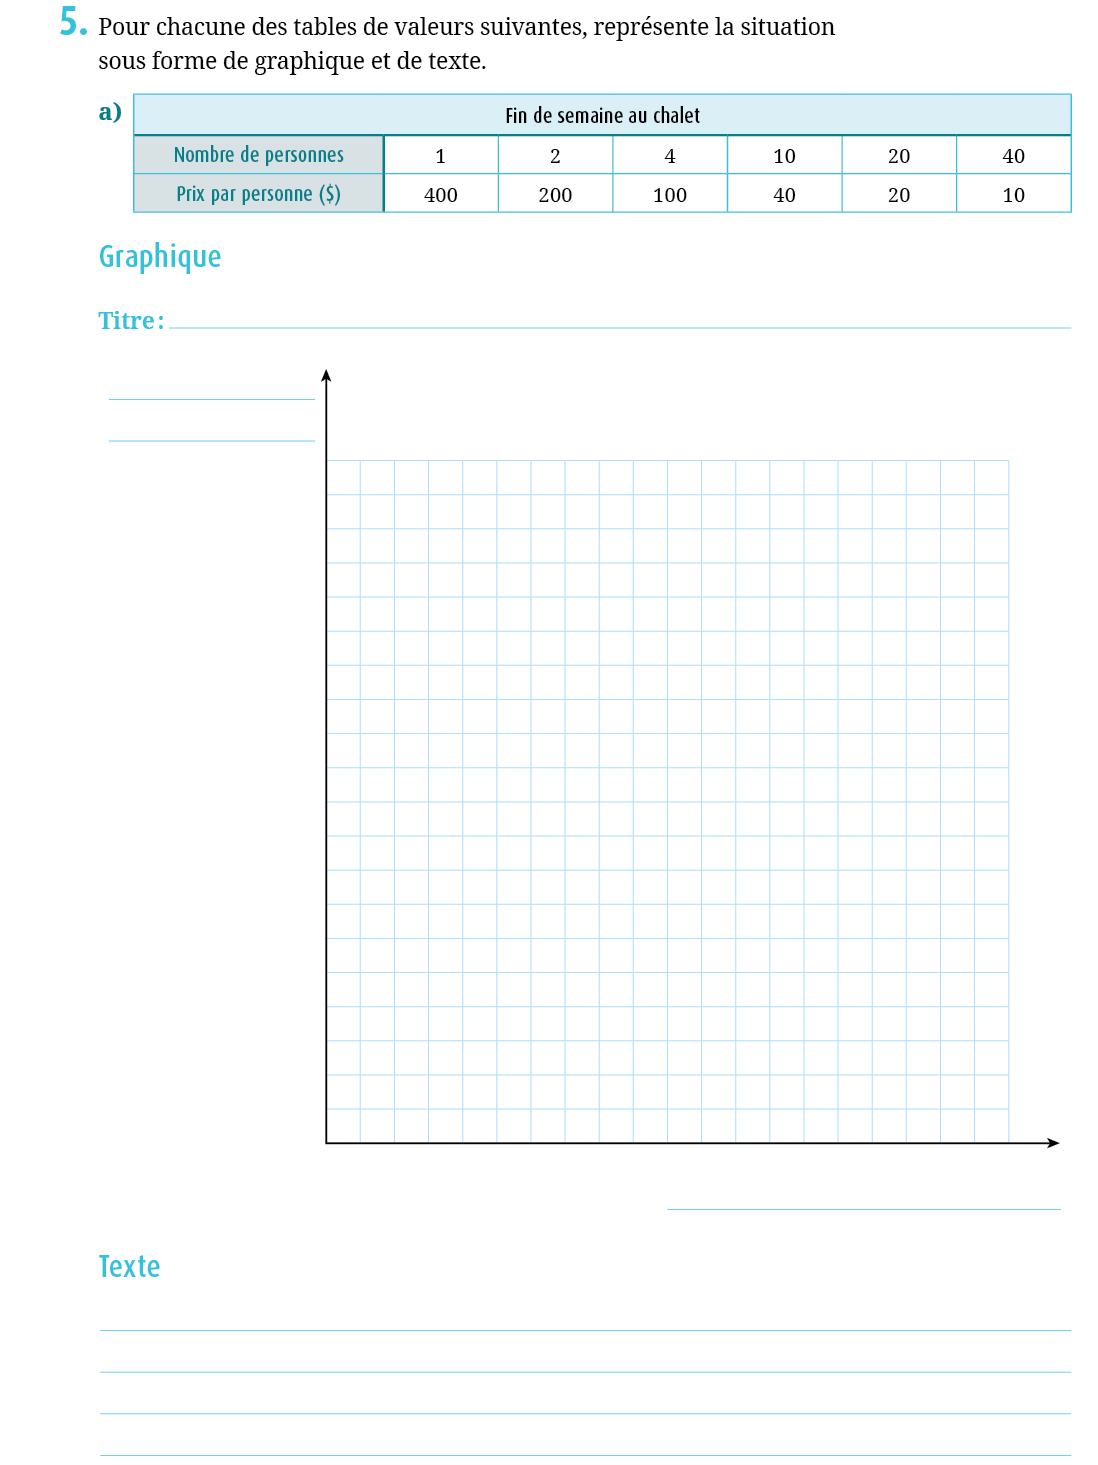 5. Pour chacune des tables de valeurs suivantes, représente la situation
sous forme de graphique et de texte.
a)
Fin de semaine au chalet
Nombre de personnes 1 2 4 10 20 40
Prix par personne ($) 400 200 100 40 20 10
Graphique
Titre :
Texte